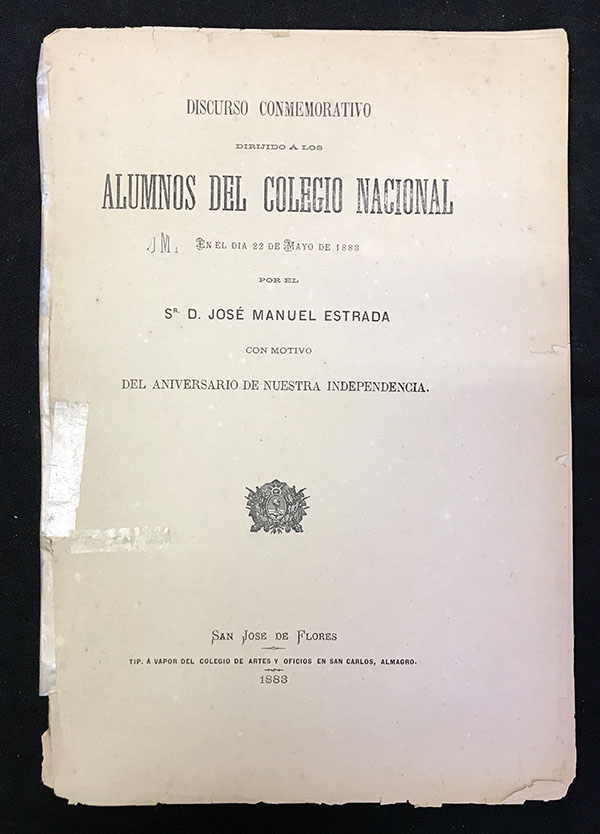 DISCURSO CONMEMORATIVO
DIRIJIDO Á LOS
ALUMNOS DEL COLEGIO NACIONAL
EN EL DIA 22 DE MAYO DE 1883
POR EL
SR. D. JOSÉ MANUEL ESTRADA
CON MOTIVO
DEL ANIVERSARIO DE NUESTRA INDEPENDENCIA.
SAN JOSE DE FLORES
TIP. Á VAPOR DEL COLEGIO DE ARTES Y OFICIOS EN SAN CARLOS, ALMAGRO.
1883